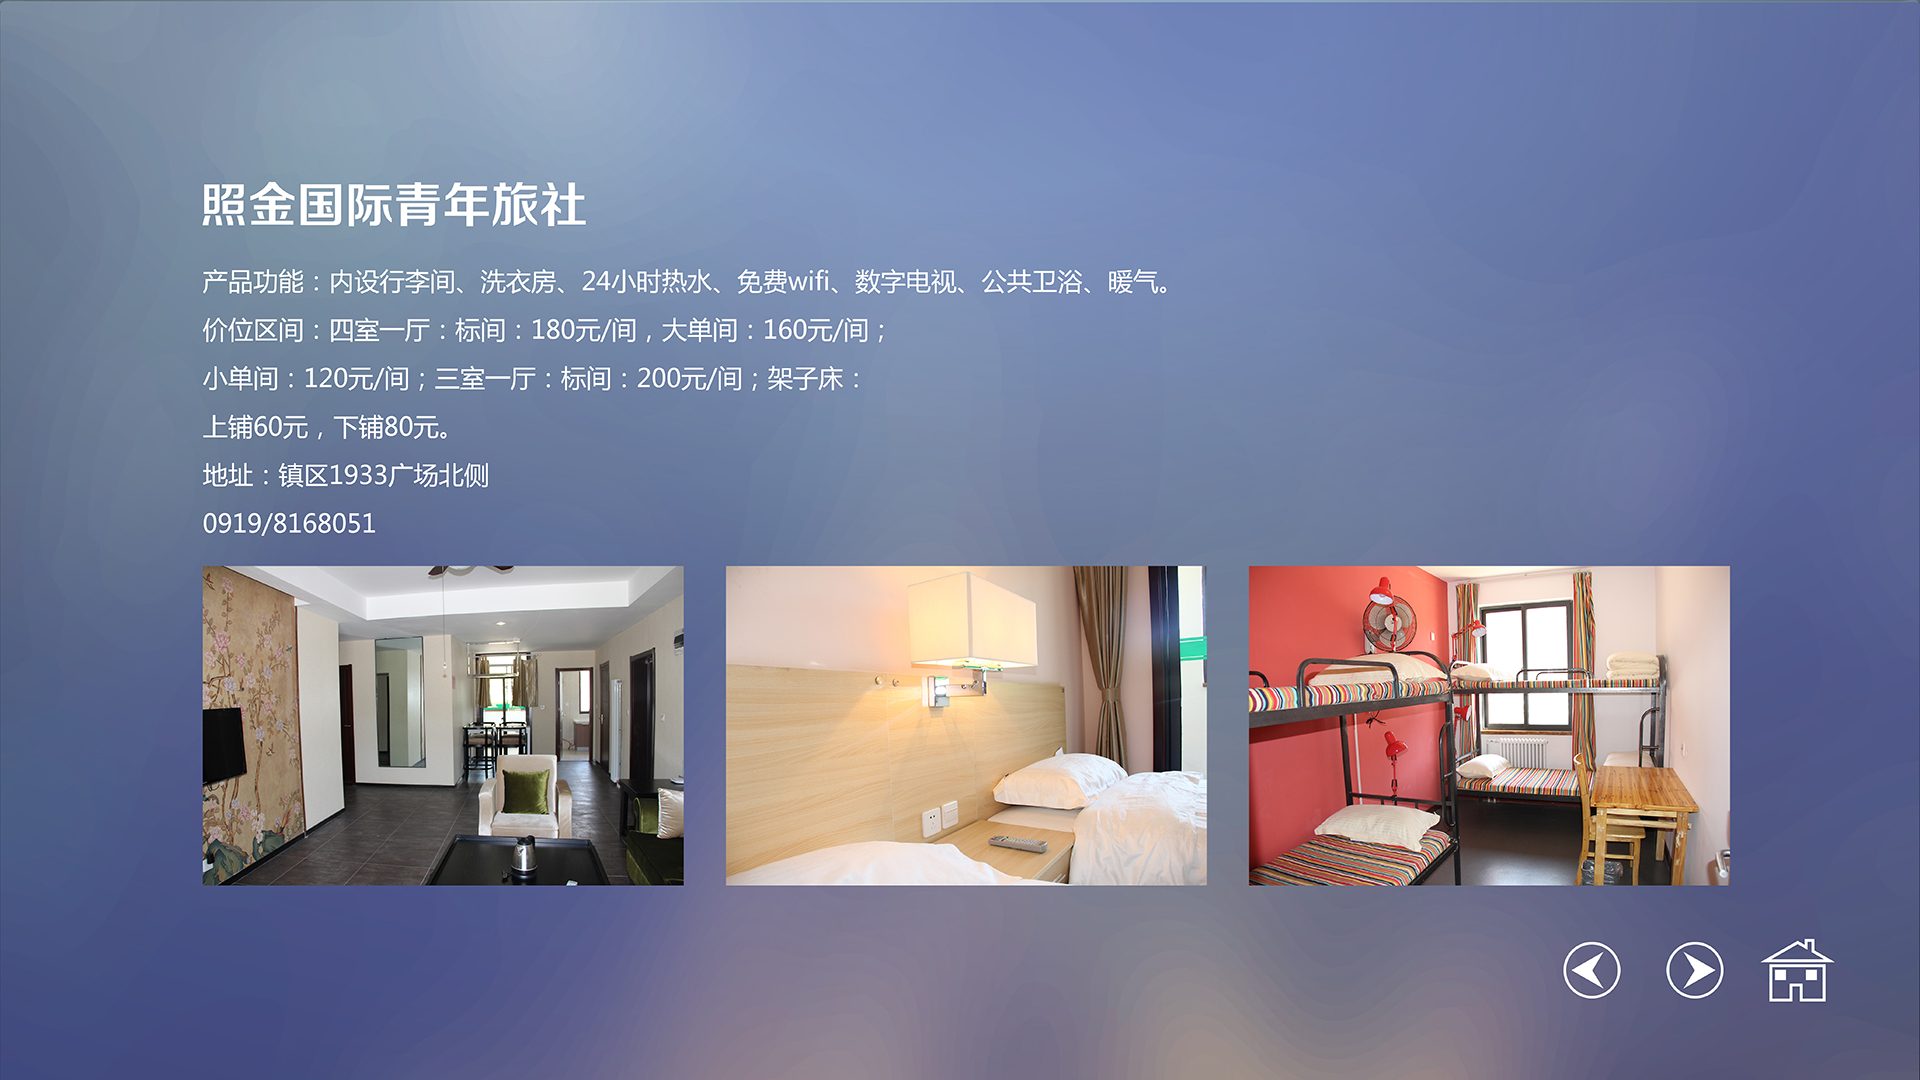 照金国际青年旅社
产品功能：内设行李间、洗衣房、24小时热水、免费wifi、数字电视、公共卫浴、暖气。
价位区间：四室一厅：标间：180元/间，大单间：160元/间；
小单间：120元/间；三室一厅：标间：200元/间；架子床：
上铺60元，下铺80元。
地址：镇区1933广场北侧
0919/8168051